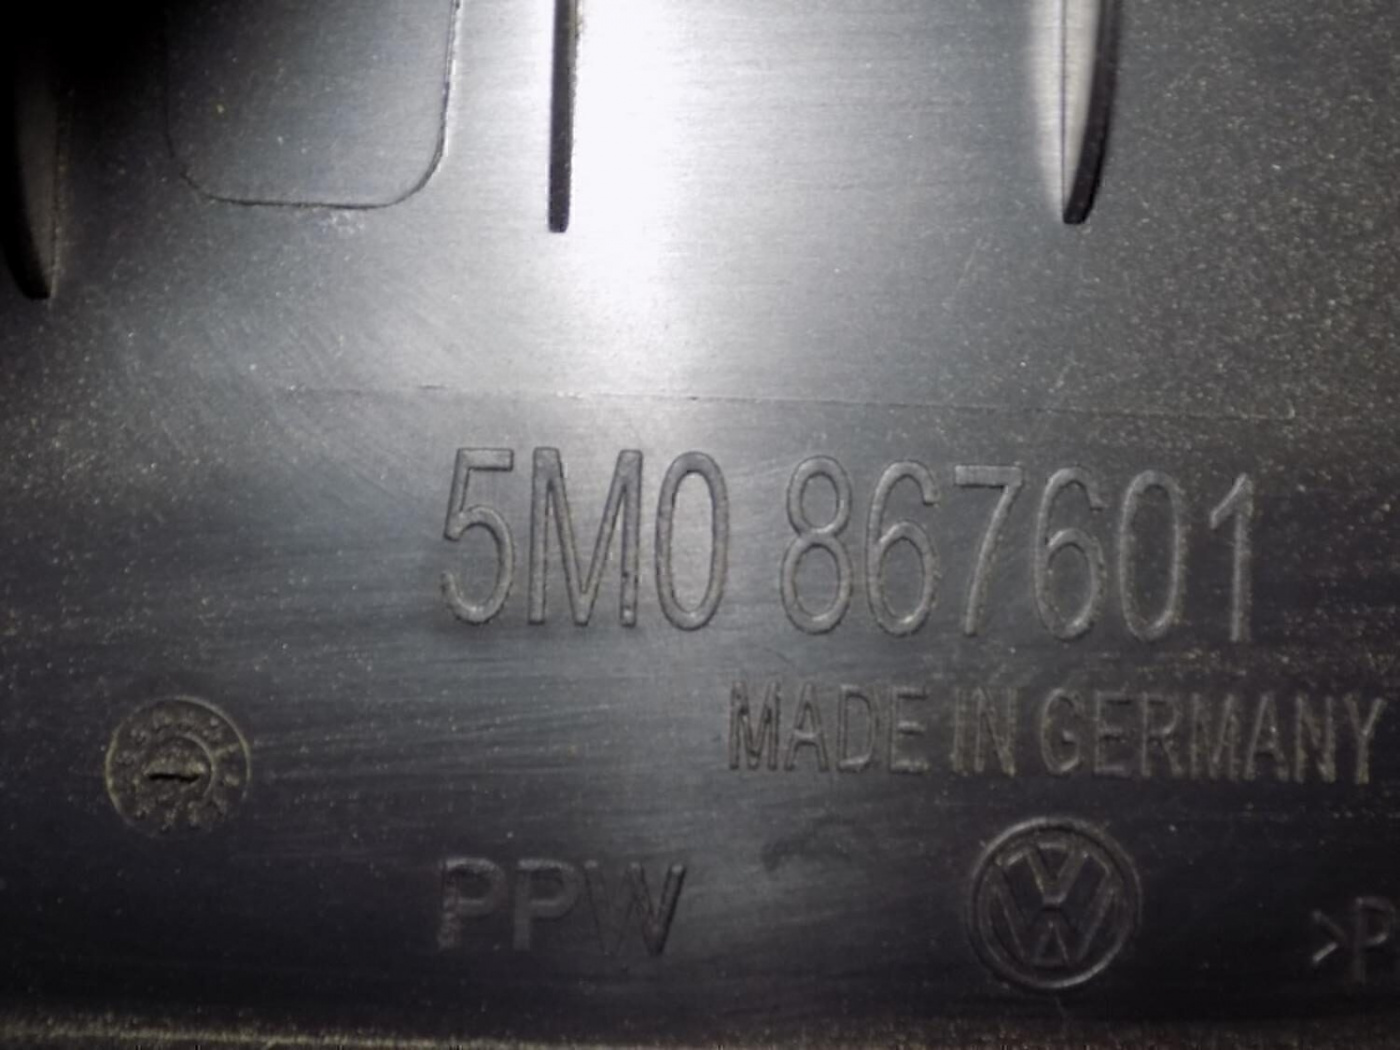 5M0 867601
MADE IN GERMANY
PPW
>P